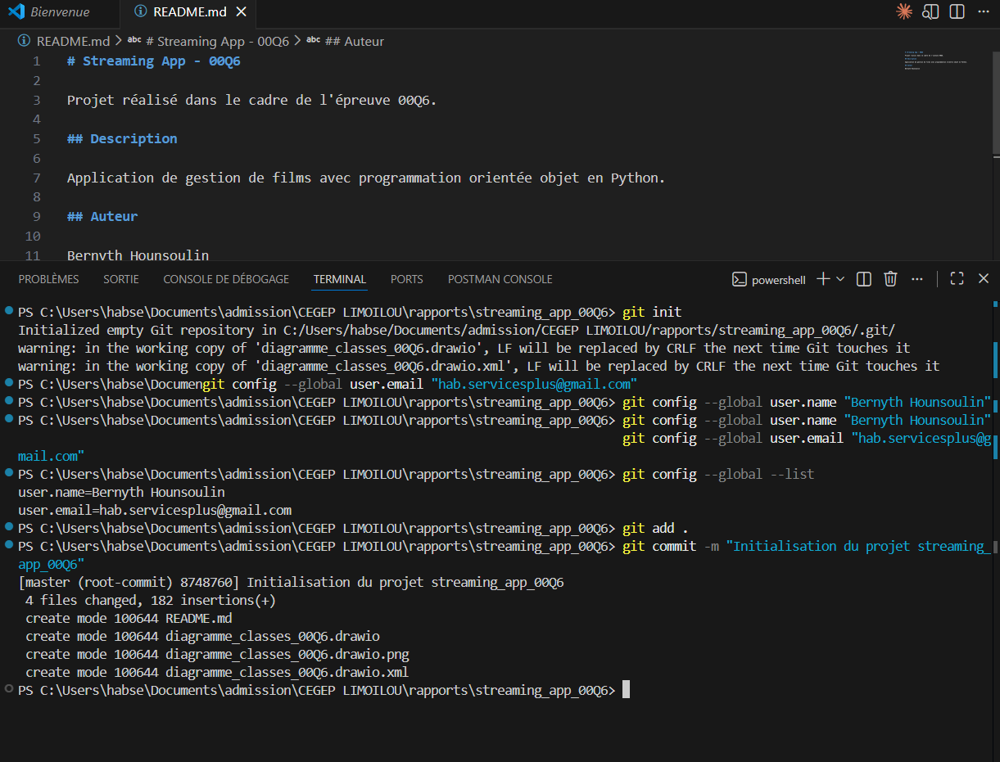 Bienvenue README.md
README.md > abc # Streaming App - 00Q6 > abc ## Auteur
1 # Streaming App - 00Q6
2
3 Projet réalisé dans le cadre de l'épreuve 00Q6.
4
5 ## Description
6
7 Application de gestion de films avec programmation orientée objet en Python.
8
9 ## Auteur
10
11 Bernyth Hounsoulin
PROBLÈMES SORTIE CONSOLE DE DÉBOGAGE TERMINAL PORTS POSTMAN CONSOLE powershell
PS C:\Users\habse\Documents\admission\CEGEP LIMOILOU\rapports\streaming_app_00Q6> git init
Initialized empty Git repository in C:/Users/habse/Documents/admission/CEGEP LIMOILOU/rapports/streaming_app_00Q6/.git/
warning: in the working copy of 'diagramme_classes_00Q6.drawio', LF will be replaced by CRLF the next time Git touches it
warning: in the working copy of 'diagramme_classes_00Q6.drawio.xml', LF will be replaced by CRLF the next time Git touches it
PS C:\Users\habse\Documengit config --global user.email "hab.servicesplus@gmail.com"
PS C:\Users\habse\Documents\admission\CEGEP LIMOILOU\rapports\streaming_app_00Q6> git config --global user.name "Bernyth Hounsoulin"
PS C:\Users\habse\Documents\admission\CEGEP LIMOILOU\rapports\streaming_app_00Q6> git config --global user.name "Bernyth Hounsoulin"
git config --global user.email "hab.servicesplus@g
mail.com"
PS C:\Users\habse\Documents\admission\CEGEP LIMOILOU\rapports\streaming_app_00Q6> git config --global --list
user.name=Bernyth Hounsoulin
user.email=hab.servicesplus@gmail.com
PS C:\Users\habse\Documents\admission\CEGEP LIMOILOU\rapports\streaming_app_00Q6> git add .
PS C:\Users\habse\Documents\admission\CEGEP LIMOILOU\rapports\streaming_app_00Q6> git commit -m "Initialisation du projet streaming_
app_00Q6"
[master (root-commit) 8748760] Initialisation du projet streaming_app_00Q6
4 files changed, 182 insertions(+)
create mode 100644 README.md
create mode 100644 diagramme_classes_00Q6.drawio
create mode 100644 diagramme_classes_00Q6.drawio.png
create mode 100644 diagramme_classes_00Q6.drawio.xml
PS C:\Users\habse\Documents\admission\CEGEP LIMOILOU\rapports\streaming_app_00Q6>